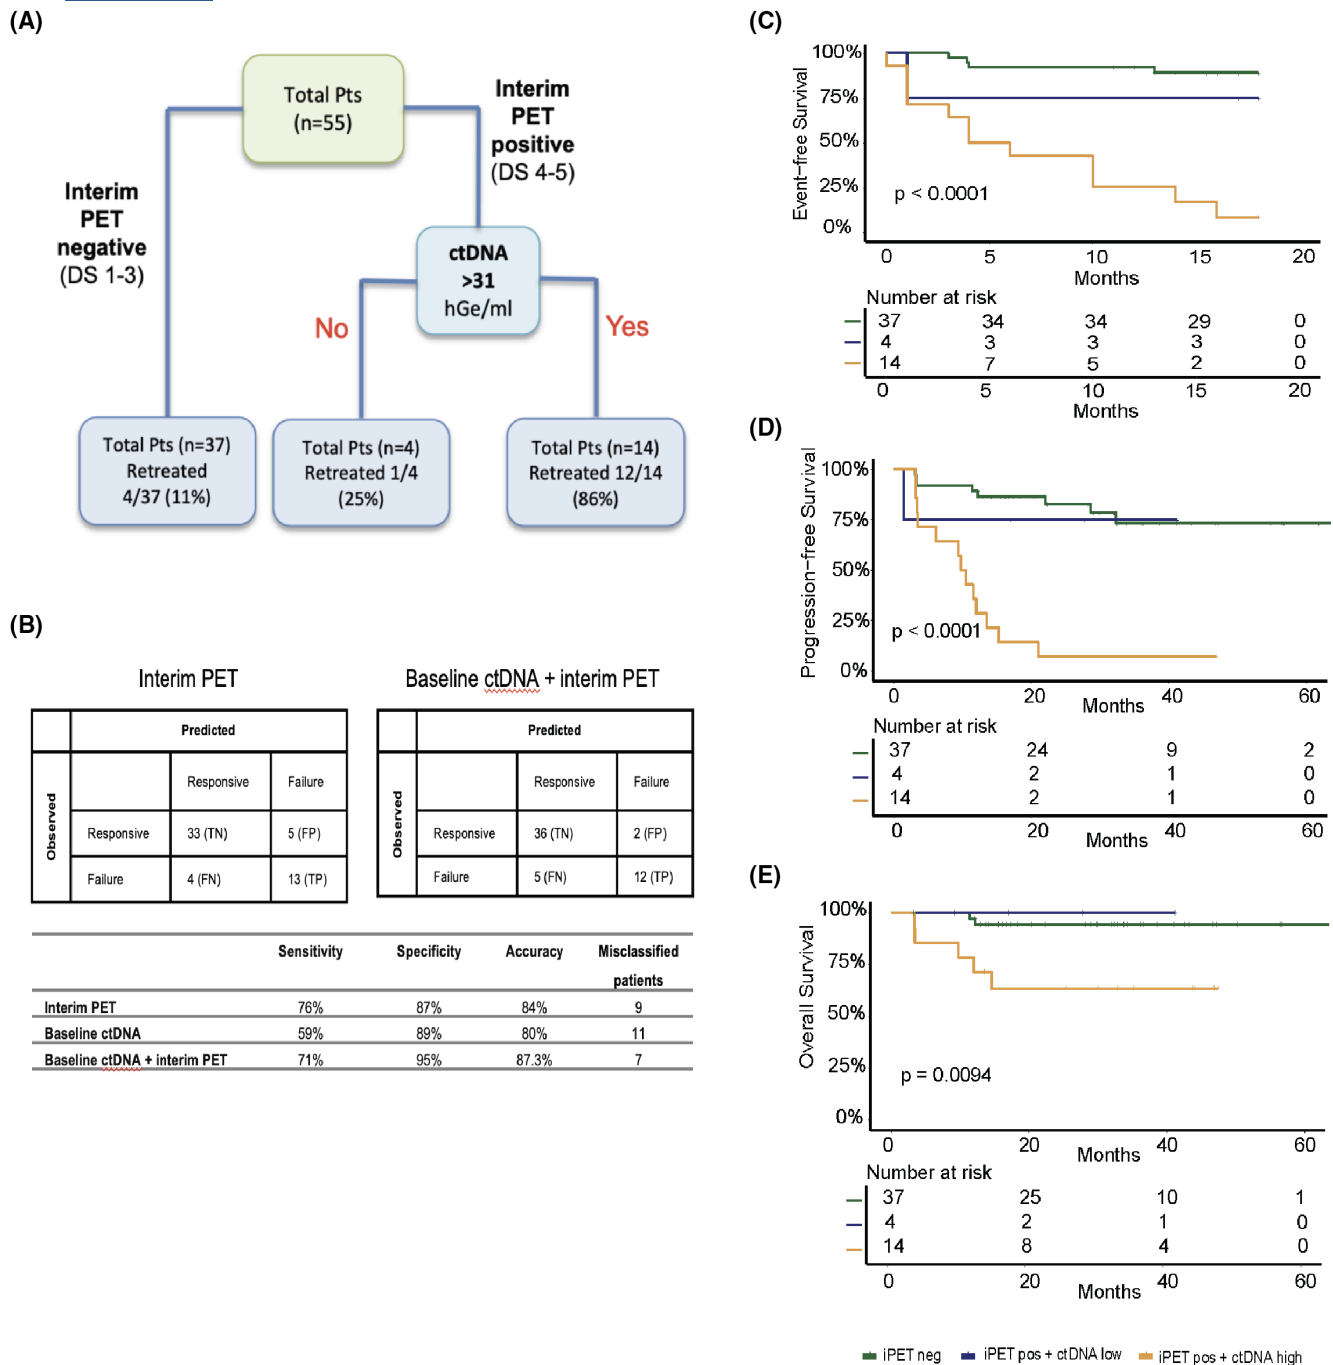 (A)
Total Pts
(n=55)
Interim
PET
positive
(DS 4-5)
Interim
PET
negative
(DS 1-3)
ctDNA
>31
hGe/ml
No
Yes
Total Pts (n=37)
Retreated
4/37 (11%)
Total Pts (n=4)
Retreated 1/4
(25%)
Total Pts (n=14)
Retreated 12/14
(86%)
(B)
Interim PET
Predicted
Observed
Responsive Failure
Responsive 33 (TN) 5 (FP)
Failure 4 (FN) 13 (TP)
Baseline ctDNA + interim PET
Predicted
Observed
Responsive Failure
Responsive 36 (TN) 2 (FP)
Failure 5 (FN) 12 (TP)
Sensitivity Specificity Accuracy Misclassified
patients
Interim PET 76% 87% 84% 9
Baseline ctDNA 59% 89% 80% 11
Baseline ctDNA + interim PET 71% 95% 87.3% 7
(C)
Event-free Survival
100%
75%
50%
25%
0%
p < 0.0001
0 5 10 15 20
Months
Number at risk
37 34 34 29 0
4 3 3 3 0
14 7 5 2 0
0 5 10 15 20
Months
(D)
Progression-free Survival
100%
75%
50%
25%
0%
p < 0.0001
0 20 40 60
Months
Number at risk
37 24 9 2
4 2 1 0
14 2 1 0
0 20 40 60
Months
(E)
Overall Survival
100%
75%
50%
25%
0%
p = 0.0094
0 20 40 60
Months
Number at risk
37 25 10 1
4 2 1 0
14 8 4 0
0 20 40 60
Months
iPET neg iPET pos + ctDNA low iPET pos + ctDNA high